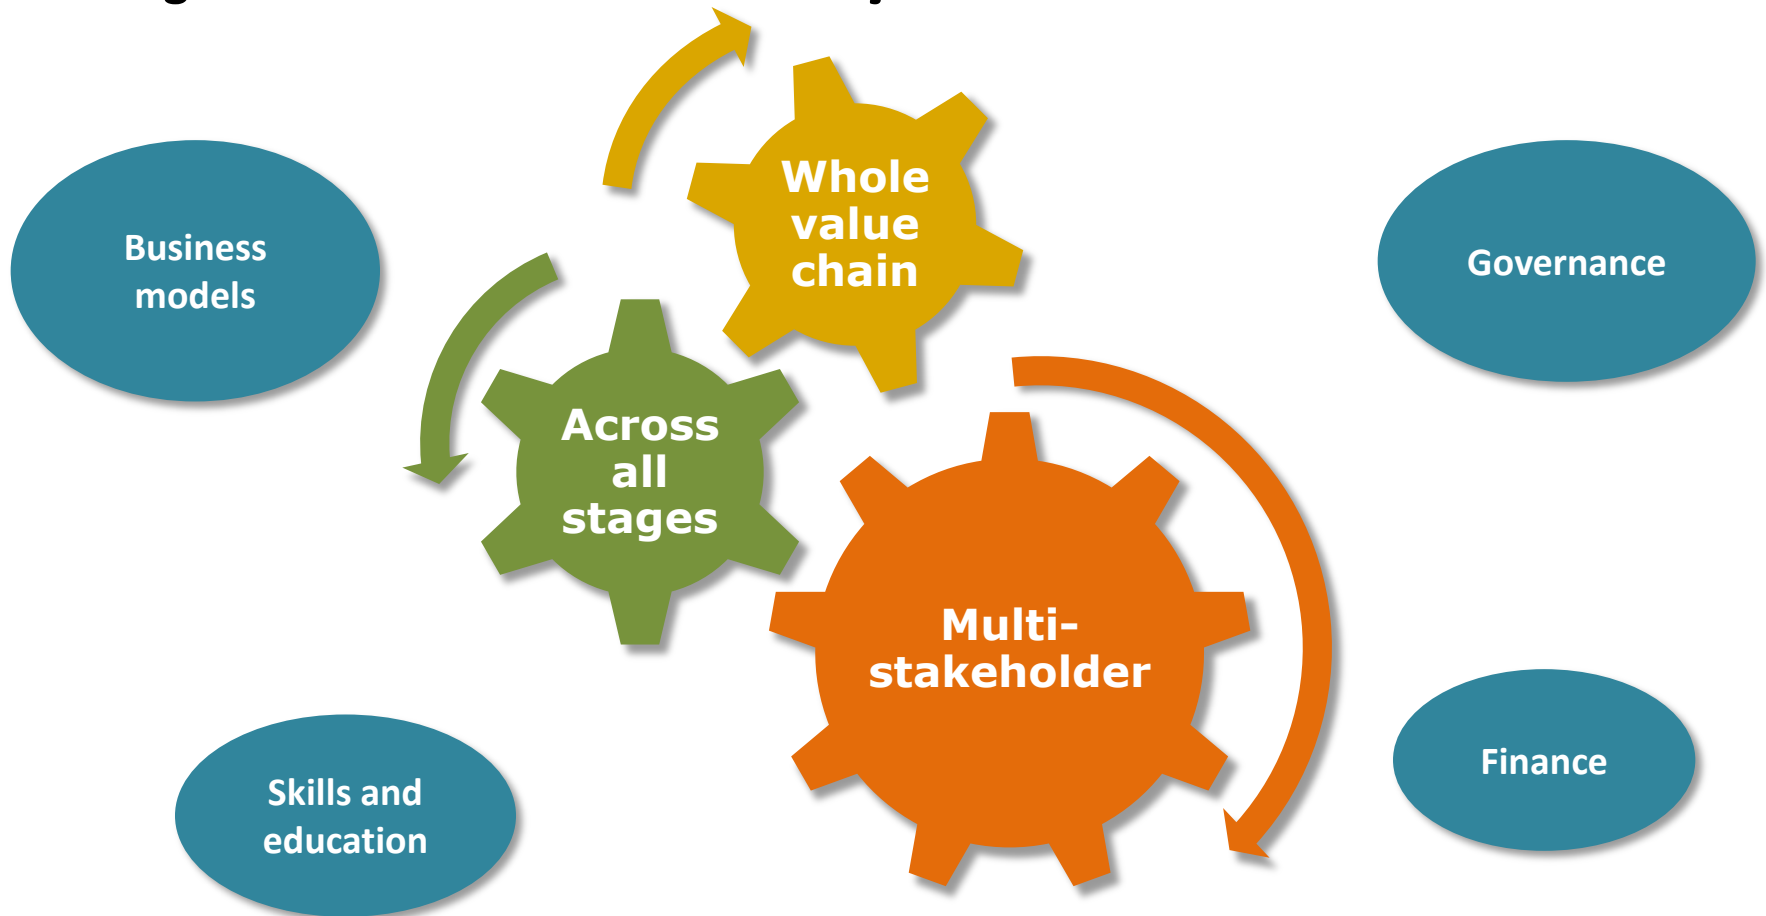 Whole
value
chain
Business
models
Governance
Across
all
stages
Multi-
stakeholder
Skills and
education
Finance